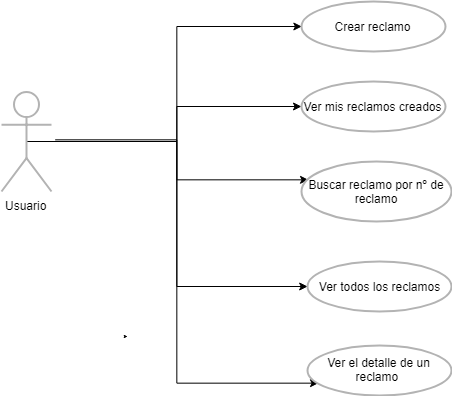 Crear reclamo
Ver mis reclamos creados
Buscar reclamo por nº de
reclamo
Usuario
Ver todos los reclamos
Ver el detalle de un
reclamo